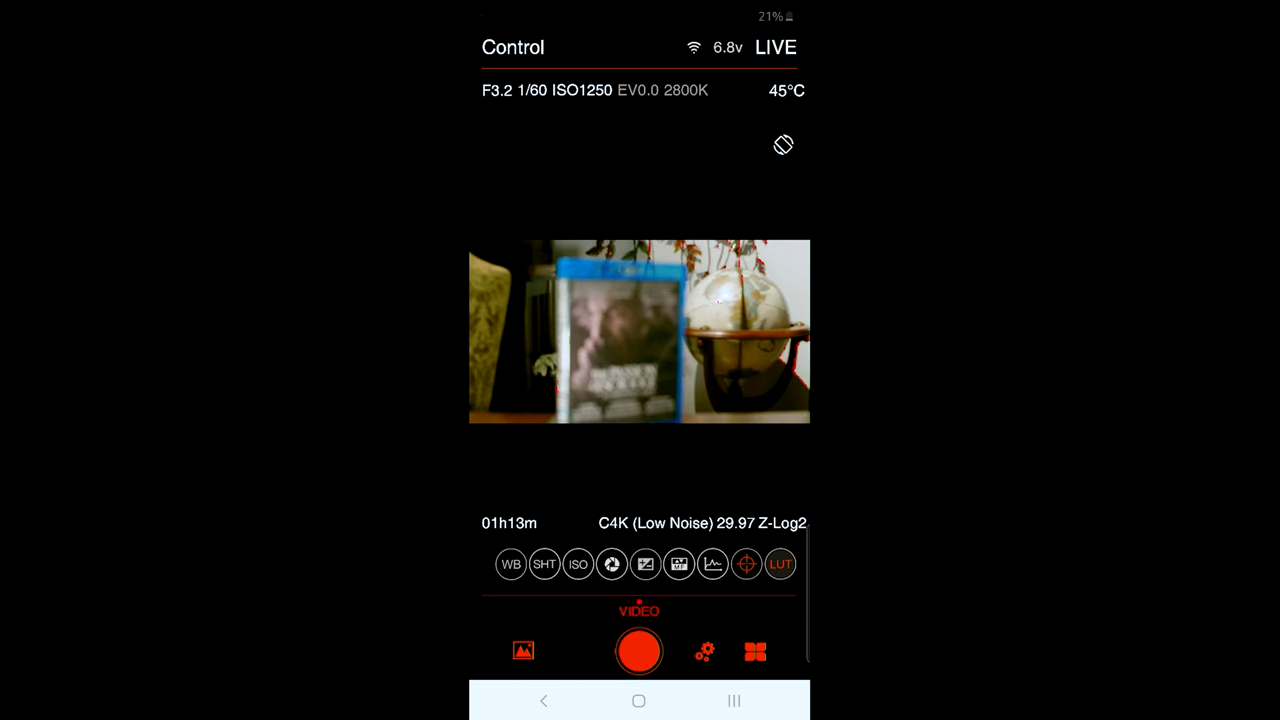 21%
Control 6.8v LIVE
F3.2 1/60 ISO1250 EV0.0 2800K 45°C
01h13m C4K (Low Noise) 29.97 Z-Log2
WB SHT ISO MF LUT
VIDEO